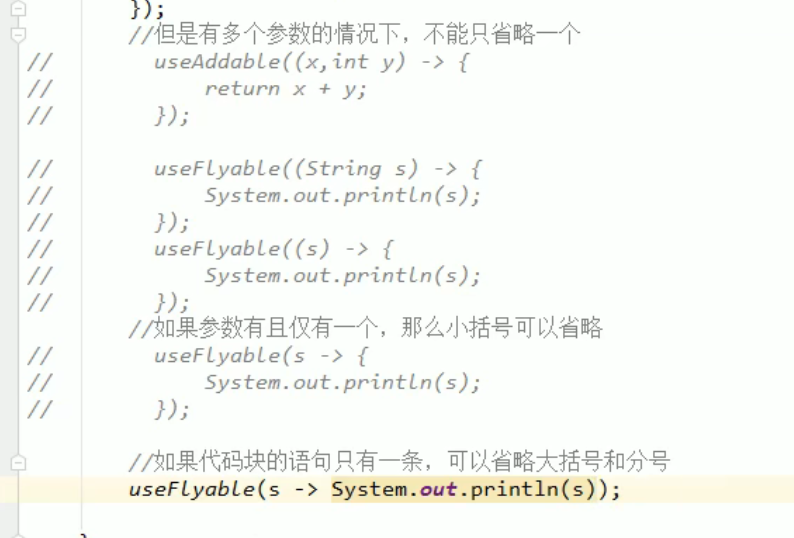 });
//但是有多个参数的情况下，不能只省略一个
// useAddable((x,int y) -> {
// return x + y;
// });
// useFlyable((String s) -> {
// System.out.println(s);
// });
// useFlyable((s) -> {
// System.out.println(s);
// });
//如果参数有且仅有一个，那么小括号可以省略
// useFlyable(s -> {
// System.out.println(s);
// });
//如果代码块的语句只有一条，可以省略大括号和分号
useFlyable(s -> System.out.println(s));
}